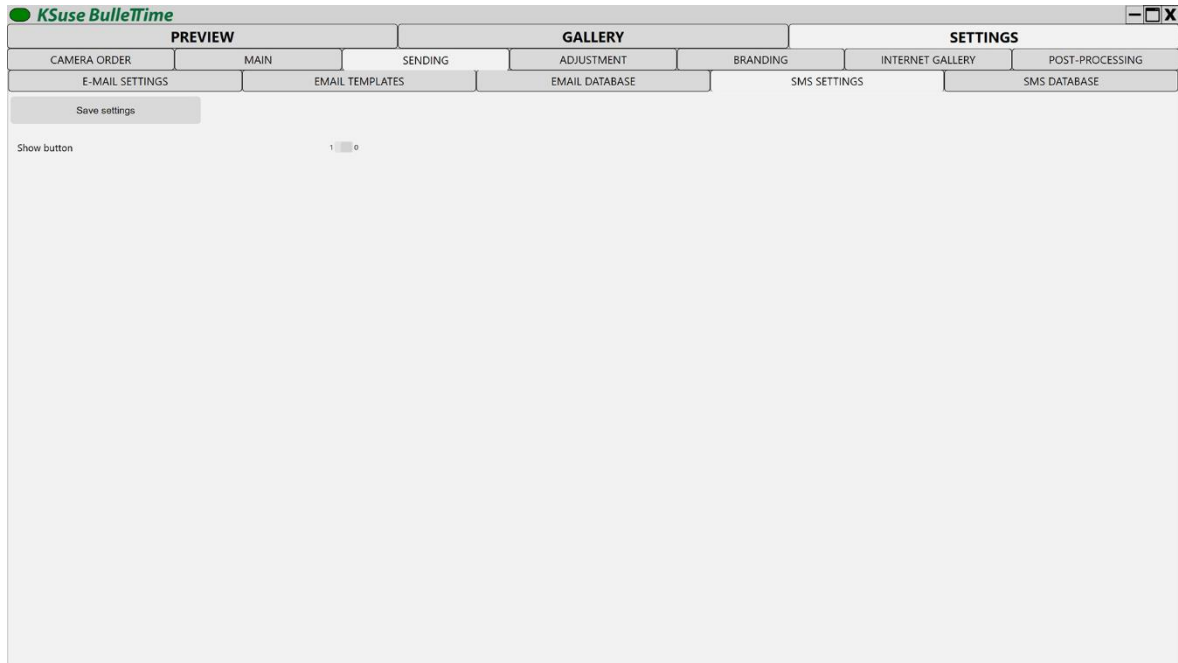 KSuse BulleTime
PREVIEW GALLERY SETTINGS
CAMERA ORDER MAIN SENDING ADJUSTMENT BRANDING INTERNET GALLERY POST-PROCESSING
E-MAIL SETTINGS EMAIL TEMPLATES EMAIL DATABASE SMS SETTINGS SMS DATABASE
Save settings
Show button 1 0